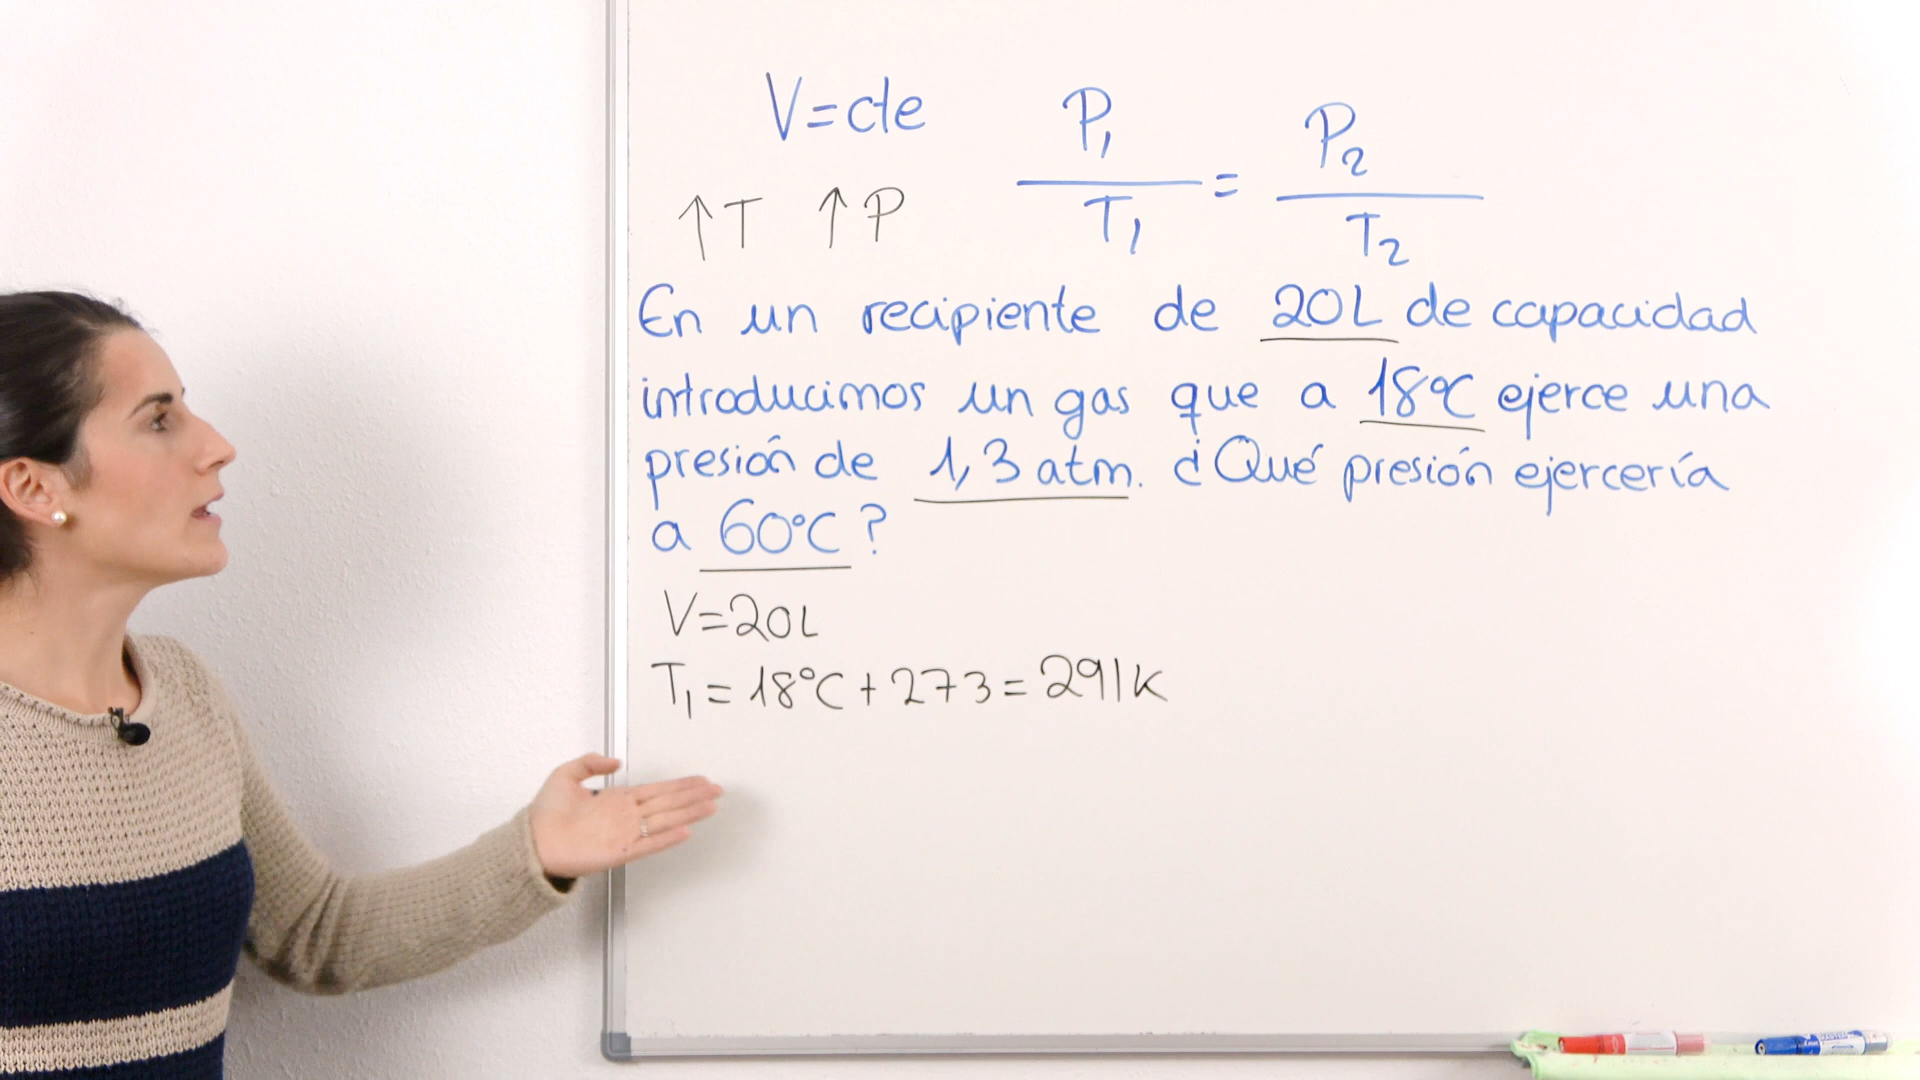 V=cte
P₁ / T₁ = P₂ / T₂
↑T ↑P
En un recipiente de 20L de capacidad
introducimos un gas que a 18°C ejerce una
presión de 1,3 atm. ¿Qué presión ejercería
a 60°C?
V=20L
T₁=18°C+273=291K